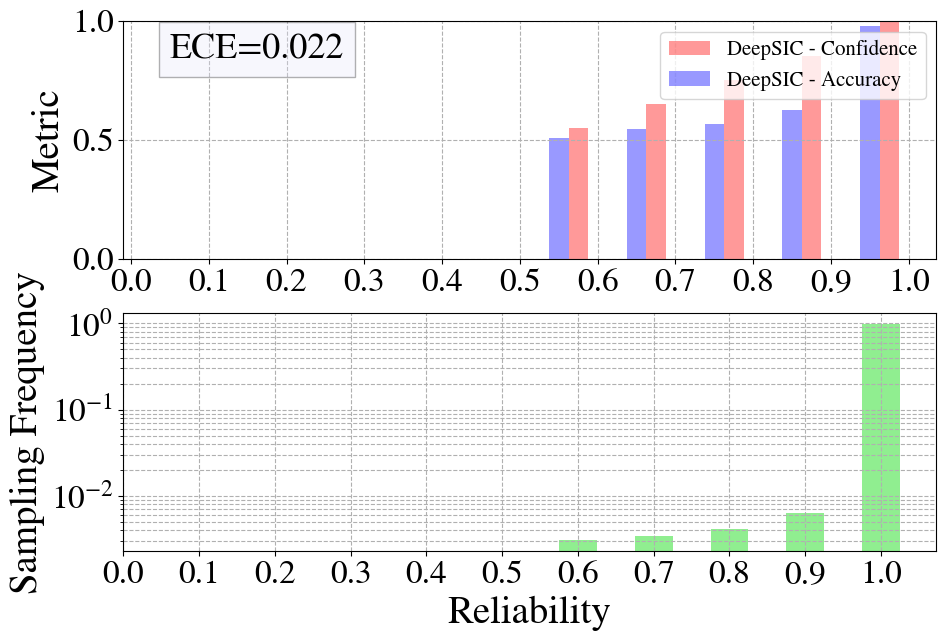 ECE=0.022
DeepSIC - Confidence
DeepSIC - Accuracy
Metric
1.0
0.5
0.0
0.0 0.1 0.2 0.3 0.4 0.5 0.6 0.7 0.8 0.9 1.0
Sampling Frequency
10⁰
10⁻¹
10⁻²
0.0 0.1 0.2 0.3 0.4 0.5 0.6 0.7 0.8 0.9 1.0
Reliability